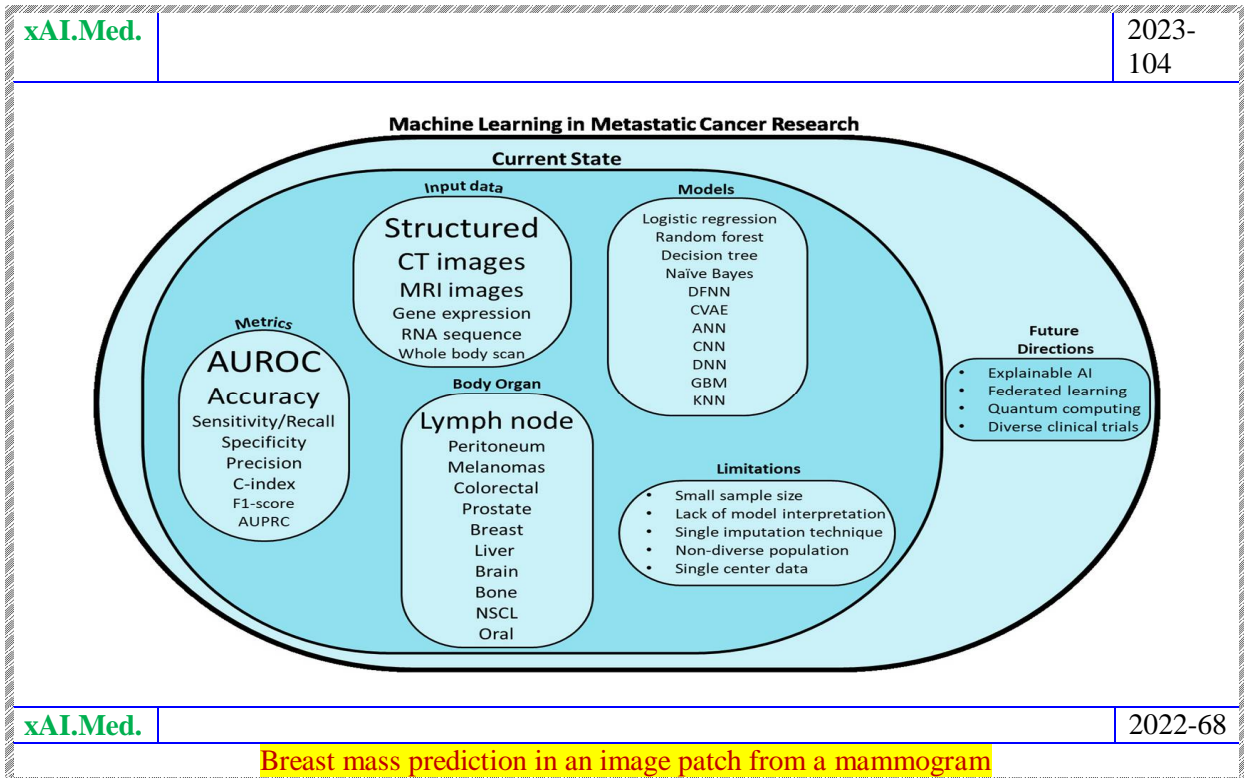 xAI.Med.
2023-
104
Machine Learning in Metastatic Cancer Research
Current State
Input data
Structured
CT images
MRI images
Gene expression
RNA sequence
Whole body scan
Models
Logistic regression
Random forest
Decision tree
Naïve Bayes
DFNN
CVAE
ANN
CNN
DNN
GBM
KNN
Metrics
AUROC
Accuracy
Sensitivity/Recall
Specificity
Precision
C-index
F1-score
AUPRC
Body Organ
Lymph node
Peritoneum
Melanomas
Colorectal
Prostate
Breast
Liver
Brain
Bone
NSCL
Oral
Limitations
• Small sample size
• Lack of model interpretation
• Single imputation technique
• Non-diverse population
• Single center data
Future
Directions
• Explainable AI
• Federated learning
• Quantum computing
• Diverse clinical trials
xAI.Med.
2022-68
Breast mass prediction in an image patch from a mammogram